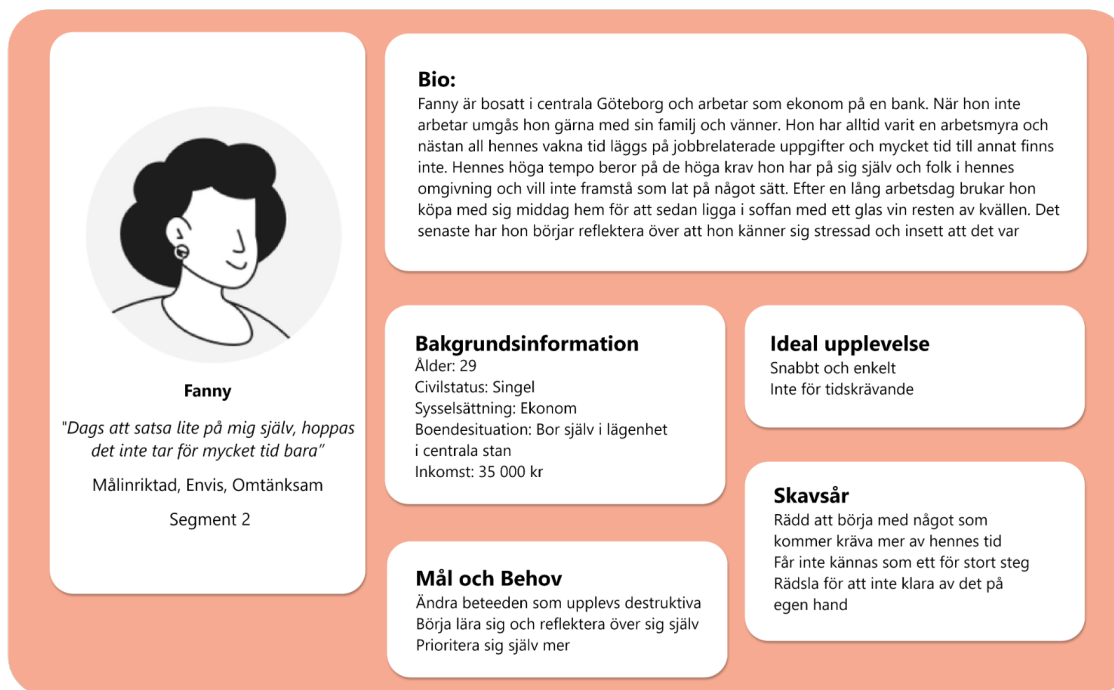 Fanny
"Dags att satsa lite på mig själv, hoppas
det inte tar för mycket tid bara”
Målinriktad, Envis, Omtänksam
Segment 2
Bio:
Fanny är bosatt i centrala Göteborg och arbetar som ekonom på en bank. När hon inte
arbetar umgås hon gärna med sin familj och vänner. Hon har alltid varit en arbetsmyra och
nästan all hennes vakna tid läggs på jobbrelaterade uppgifter och mycket tid till annat finns
inte. Hennes höga tempo beror på de höga krav hon har på sig själv och folk i hennes
omgivning och vill inte framstå som lat på något sätt. Efter en lång arbetsdag brukar hon
köpa med sig middag hem för att sedan ligga i soffan med ett glas vin resten av kvällen. Det
senaste har hon börjar reflektera över att hon känner sig stressad och insett att det var
Bakgrundsinformation
Ålder: 29
Civilstatus: Singel
Sysselsättning: Ekonom
Boendesituation: Bor själv i lägenhet
i centrala stan
Inkomst: 35 000 kr
Ideal upplevelse
Snabbt och enkelt
Inte för tidskrävande
Mål och Behov
Ändra beteeden som upplevs destruktiva
Börja lära sig och reflektera över sig själv
Prioritera sig själv mer
Skavsår
Rädd att börja med något som
kommer kräva mer av hennes tid
Får inte kännas som ett för stort steg
Rädsla för att inte klara av det på
egen hand